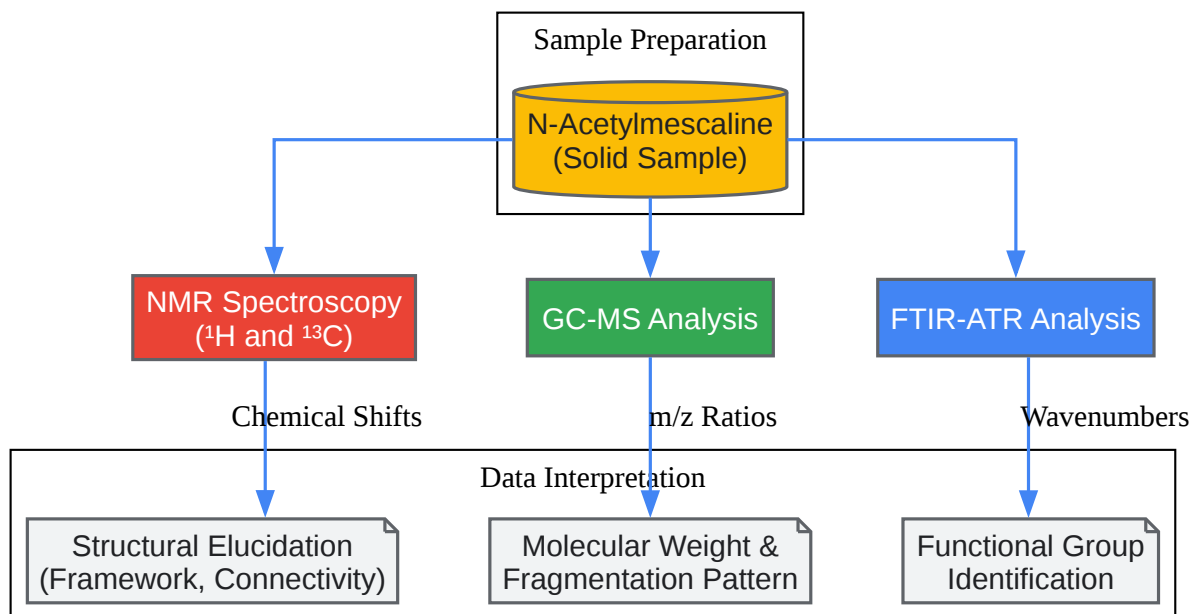 Sample Preparation
N-Acetylmescaline
(Solid Sample)
NMR Spectroscopy
(¹H and ¹³C)
GC-MS Analysis
FTIR-ATR Analysis
Chemical Shifts
m/z Ratios
Wavenumbers
Data Interpretation
Structural Elucidation
(Framework, Connectivity)
Molecular Weight &
Fragmentation Pattern
Functional Group
Identification